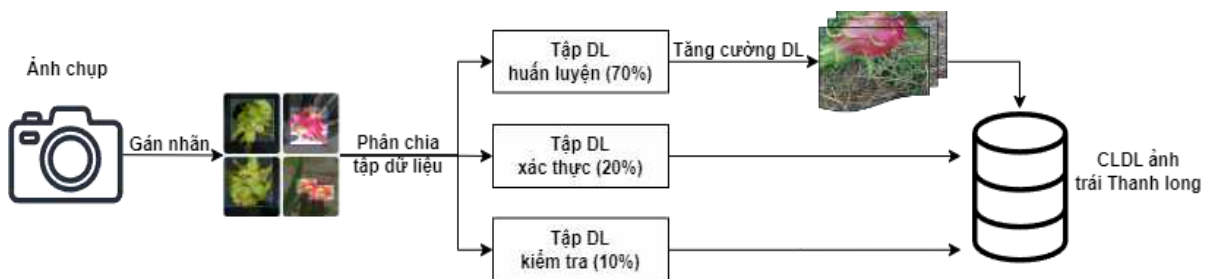 Ảnh chụp
Gán nhãn
Phân chia
tập dữ liệu
Tập DL
huấn luyện (70%)
Tăng cường DL
Tập DL
xác thực (20%)
Tập DL
kiểm tra (10%)
CLDL ảnh
trái Thanh long